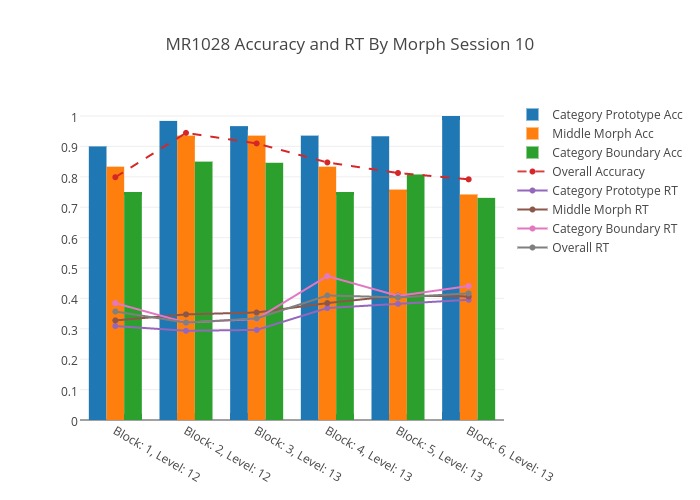 MR1028 Accuracy and RT By Morph Session 10
1
0.9
0.8
0.7
0.6
0.5
0.4
0.3
0.2
0.1
0
Block: 1, Level: 12
Block: 2, Level: 12
Block: 3, Level: 13
Block: 4, Level: 13
Block: 5, Level: 13
Block: 6, Level: 13
Category Prototype Acc
Middle Morph Acc
Category Boundary Acc
Overall Accuracy
Category Prototype RT
Middle Morph RT
Category Boundary RT
Overall RT